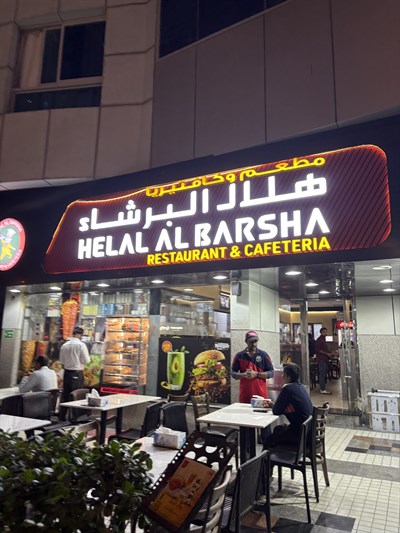 مطعم وكافتيريا
هلال البرشاء
HELAL AL BARSHA
RESTAURANT & CAFETERIA